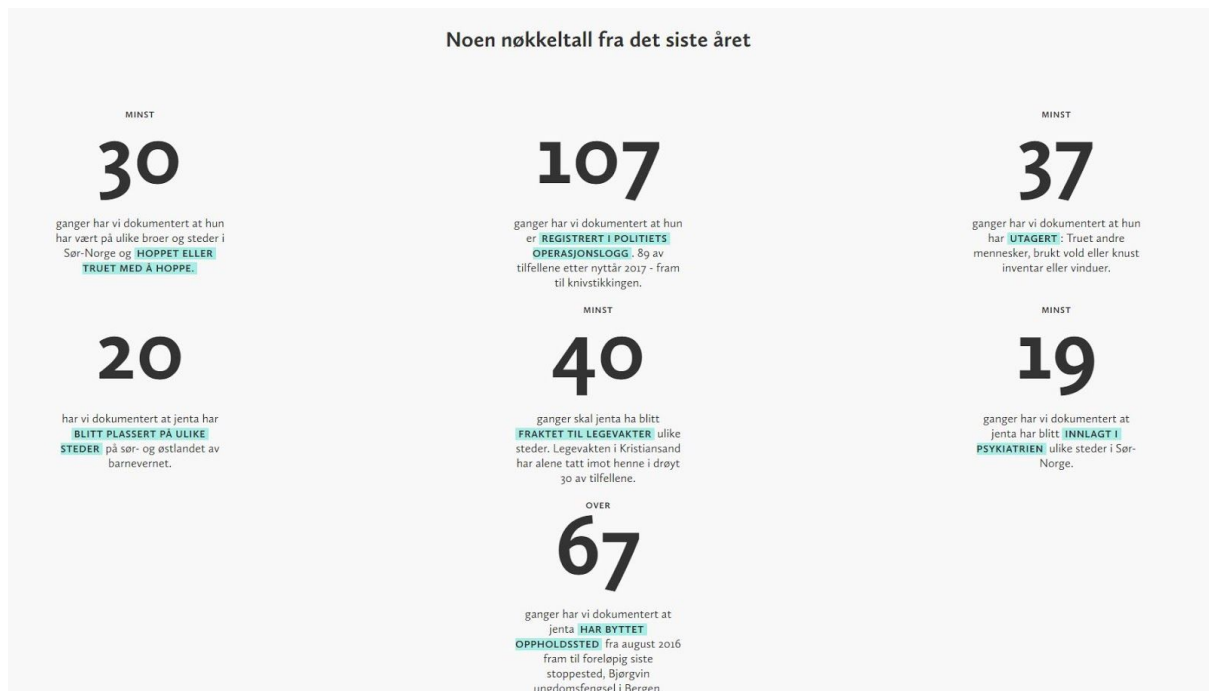 Noen nøkkeltall fra det siste året
MINST
30
ganger har vi dokumentert at hun
har vært på ulike broer og steder i
Sør-Norge og HOPPET ELLER
TRUET MED Å HOPPE.
107
ganger har vi dokumentert at hun
er REGISTRERT I POLITIETS
OPERASJONSLOGG. 89 av
tilfellene etter nyttår 2017 - fram
til knivstikkingen.
MINST
37
ganger har vi dokumentert at hun
har UTAGERT: Truet andre
mennesker, brukt vold eller knust
inventar eller vinduer.
20
har vi dokumentert at jenta har
BLITT PLASSERT PÅ ULIKE
STEDER på sør- og østlandet av
barnevernet.
MINST
40
ganger skal jenta ha blitt
FRAKTET TIL LEGEVAKTER ulike
steder. Legevakten i Kristiansand
har alene tatt imot henne i drøyt
30 av tilfellene.
MINST
19
ganger har vi dokumentert at
jenta har blitt INNLAGT I
PSYKIATRIEN ulike steder i Sør-
Norge.
OVER
67
ganger har vi dokumentert at
jenta HAR BYTTET
OPPHOLDSSTED fra august 2016
fram til foreløpig siste
stoppested, Bjørgvin
ungdomsfengsel i Bergen